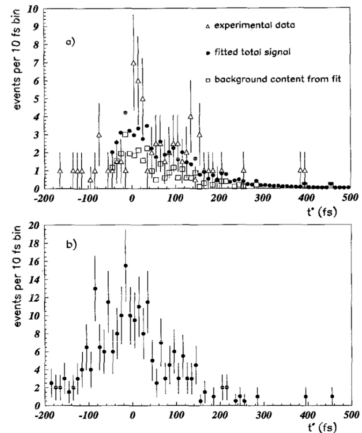 events per 10 fs bin
10
9
8
7
6
5
4
3
2
1
0
a)
experimental data
fitted total signal
background content from fit
-200 -100 0 100 200 300 400 500
t* (fs)
events per 10 fs bin
20
18
16
14
12
10
8
6
4
2
0
b)
-200 -100 0 100 200 300 400 500
t* (fs)